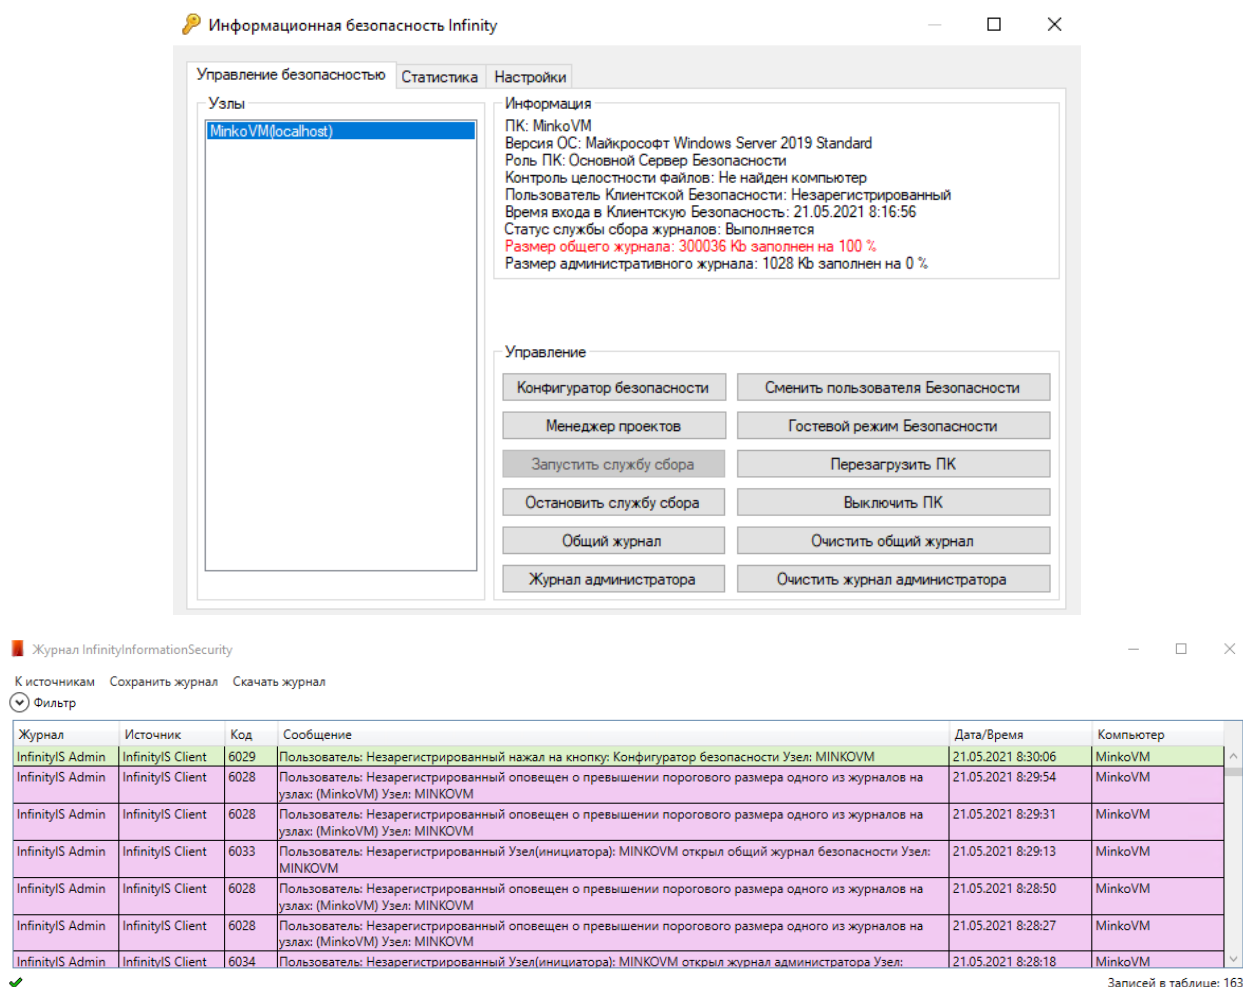 Информационная безопасность Infinity
Управление безопасностью Статистика Настройки
Узлы
MinkoVM(localhost)
Информация
ПК: MinkoVM
Версия ОС: Майкрософт Windows Server 2019 Standard
Роль ПК: Основной Сервер Безопасности
Контроль целостности файлов: Не найден компьютер
Пользователь Клиентской Безопасности: Незарегистрированный
Время входа в Клиентскую Безопасность: 21.05.2021 8:16:56
Статус службы сбора журналов: Выполняется
Размер общего журнала: 300036 Kb заполнен на 100 %
Размер административного журнала: 1028 Kb заполнен на 0 %
Управление
Конфигуратор безопасности Сменить пользователя Безопасности
Менеджер проектов Гостевой режим Безопасности
Запустить службу сбора Перезагрузить ПК
Остановить службу сбора Выключить ПК
Общий журнал Очистить общий журнал
Журнал администратора Очистить журнал администратора
Журнал InfinityInformationSecurity
К источникам Сохранить журнал Скачать журнал
Фильтр
Журнал Источник Код Сообщение Дата/Время Компьютер
InfinityIS Admin InfinityIS Client 6029 Пользователь: Незарегистрированный нажал на кнопку: Конфигуратор безопасности Узел: MINKOVM 21.05.2021 8:30:06 MinkoVM
InfinityIS Admin InfinityIS Client 6028 Пользователь: Незарегистрированный оповещен о превышении порогового размера одного из журналов на 21.05.2021 8:29:54 MinkoVM
узлах: (MinkoVM) Узел: MINKOVM
InfinityIS Admin InfinityIS Client 6028 Пользователь: Незарегистрированный оповещен о превышении порогового размера одного из журналов на 21.05.2021 8:29:31 MinkoVM
узлах: (MinkoVM) Узел: MINKOVM
InfinityIS Admin InfinityIS Client 6033 Пользователь: Незарегистрированный Узел(инициатора): MINKOVM открыл общий журнал безопасности Узел: 21.05.2021 8:29:13 MinkoVM
MINKOVM
InfinityIS Admin InfinityIS Client 6028 Пользователь: Незарегистрированный оповещен о превышении порогового размера одного из журналов на 21.05.2021 8:28:50 MinkoVM
узлах: (MinkoVM) Узел: MINKOVM
InfinityIS Admin InfinityIS Client 6028 Пользователь: Незарегистрированный оповещен о превышении порогового размера одного из журналов на 21.05.2021 8:28:27 MinkoVM
узлах: (MinkoVM) Узел: MINKOVM
InfinityIS Admin InfinityIS Client 6034 Пользователь: Незарегистрированный Узел(инициатора): MINKOVM открыл журнал администратора Узел: 21.05.2021 8:28:18 MinkoVM
Записей в таблице: 163